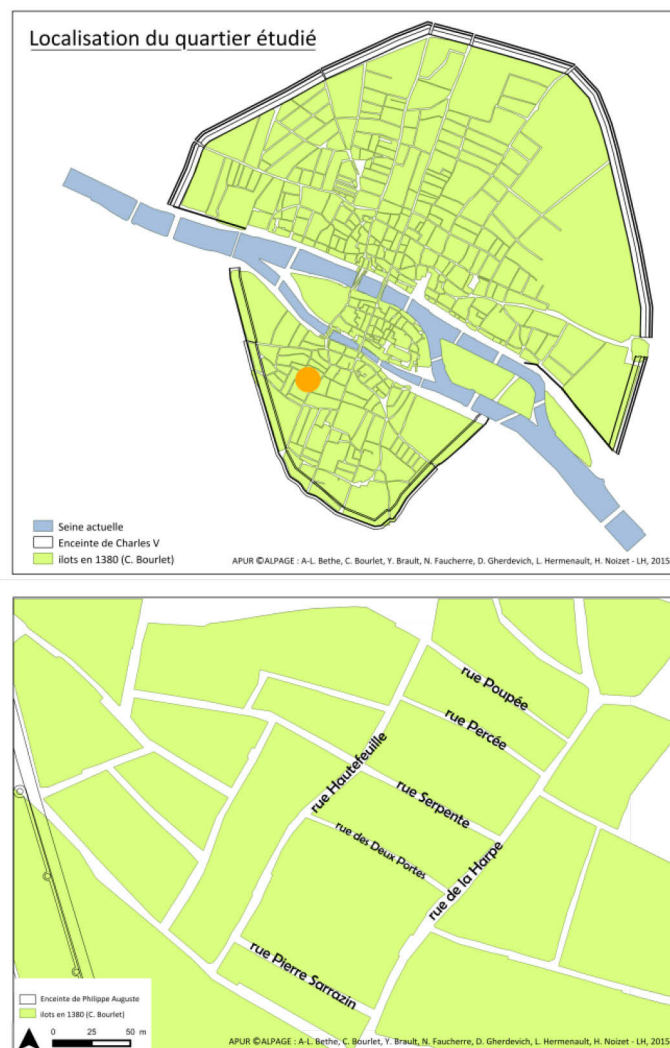 Localisation du quartier étudié
Seine actuelle
Enceinte de Charles V
ilots en 1380 (C. Bourlet)
APUR ©ALPAGE : A-L. Bethe, C. Bourlet, Y. Brault, N. Faucherre, D. Gherdevich, L. Hermenault, H. Noizet - LH, 2015
rue Poupée
rue Percée
rue Hautefeuille
rue Serpente
rue des Deux Portes
rue de la Harpe
rue Pierre Sarrazin
Enceinte de Philippe Auguste
ilots en 1380 (C. Bourlet)
0 25 50 m
APUR ©ALPAGE : A-L. Bethe, C. Bourlet, Y. Brault, N. Faucherre, D. Gherdevich, L. Hermenault, H. Noizet - LH, 2015